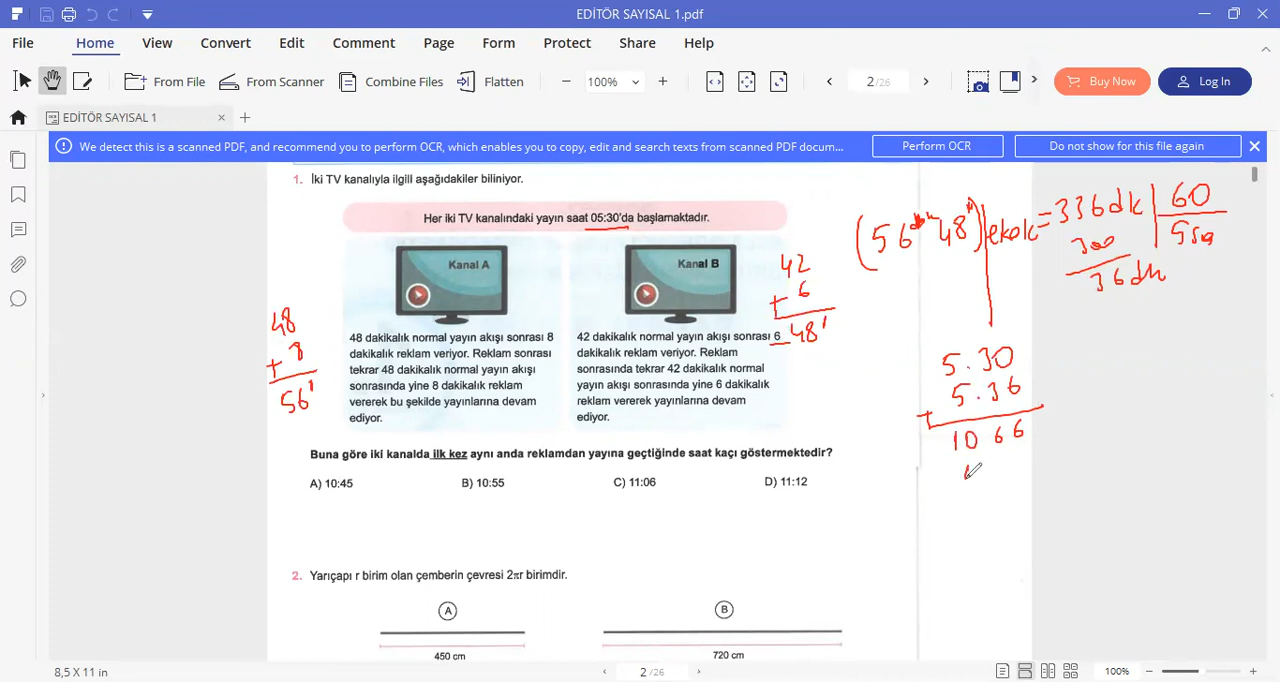 EDİTÖR SAYISAL 1.pdf
File Home View Convert Edit Comment Page Form Protect Share Help
From File From Scanner Combine Files Flatten 100% 2/26 Buy Now Log In
EDİTÖR SAYISAL 1
We detect this is a scanned PDF, and recommend you to perform OCR, which enables you to copy, edit and search texts from scanned PDF docum... Perform OCR Do not show for this file again
1. İki TV kanalıyla ilgili aşağıdakiler biliniyor.
Her iki TV kanalındaki yayın saat 05:30'da başlamaktadır.
Kanal A
48 dakikalık normal yayın akışı sonrası 8
dakikalık reklam veriyor. Reklam sonrası
tekrar 48 dakikalık normal yayın akışı
sonrasında yine 8 dakikalık reklam
vererek bu şekilde yayınlarına devam
ediyor.
Kanal B
42 dakikalık normal yayın akışı sonrası 6
dakikalık reklam veriyor. Reklam
sonrasında tekrar 42 dakikalık normal
yayın akışı sonrasında yine 6 dakikalık
reklam vererek yayınlarına devam
ediyor.
48
+ 8
56'
42
+ 6
48'
(56 48) ekok = 336dk 60
300
36dk
5.30
5.36
+
10 66
Buna göre iki kanalda ilk kez aynı anda reklamdan yayına geçtiğinde saat kaçı göstermektedir?
A) 10:45 B) 10:55 C) 11:06 D) 11:12
2. Yarıçapı r birim olan çemberin çevresi 2πr birimdir.
A B
450 cm 720 cm
8,5 X 11 in 2/26 100%